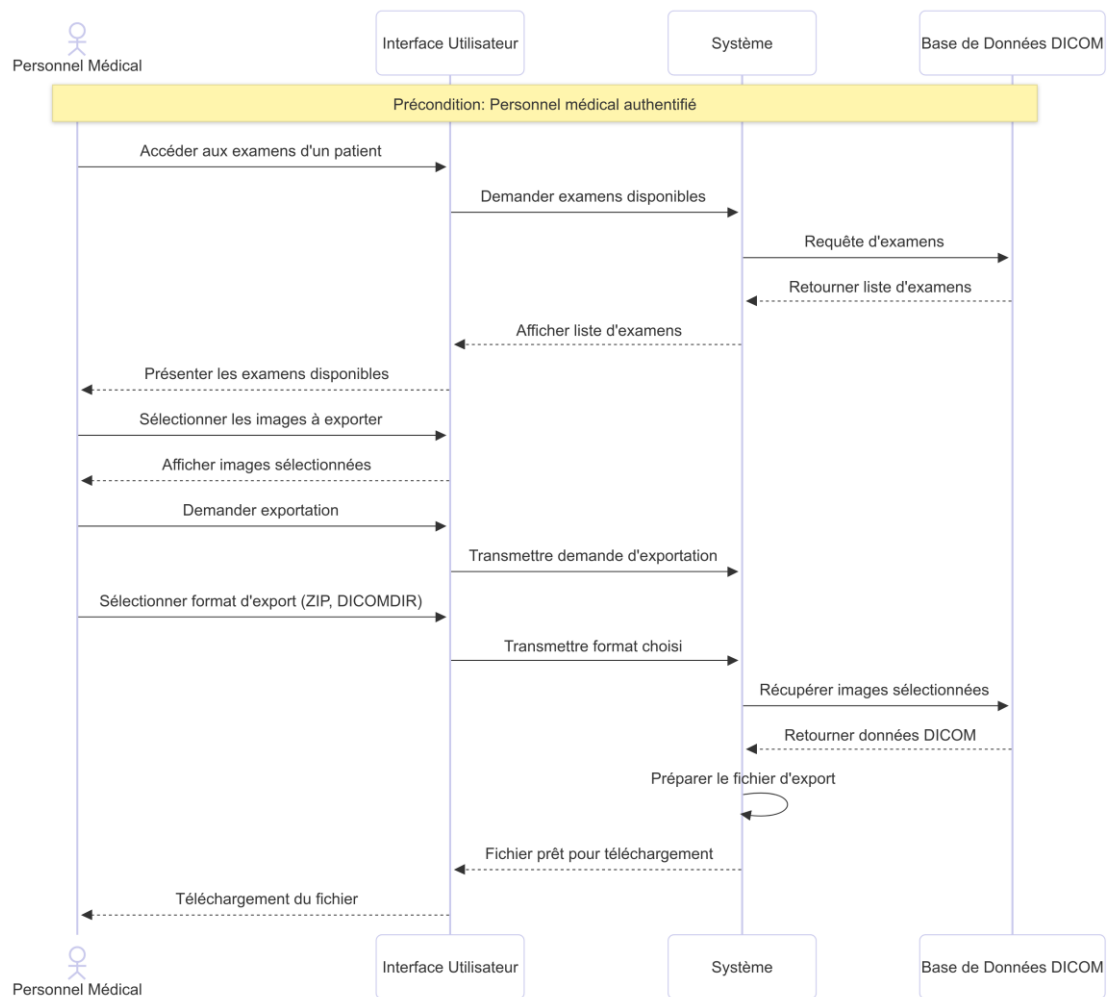 Personnel Médical
Interface Utilisateur
Système
Base de Données DICOM
Précondition: Personnel médical authentifié
Accéder aux examens d'un patient
Demander examens disponibles
Requête d'examens
Retourner liste d'examens
Afficher liste d'examens
Présenter les examens disponibles
Sélectionner les images à exporter
Afficher images sélectionnées
Demander exportation
Transmettre demande d'exportation
Sélectionner format d'export (ZIP, DICOMDIR)
Transmettre format choisi
Récupérer images sélectionnées
Retourner données DICOM
Préparer le fichier d'export
Fichier prêt pour téléchargement
Téléchargement du fichier
Personnel Médical
Interface Utilisateur
Système
Base de Données DICOM